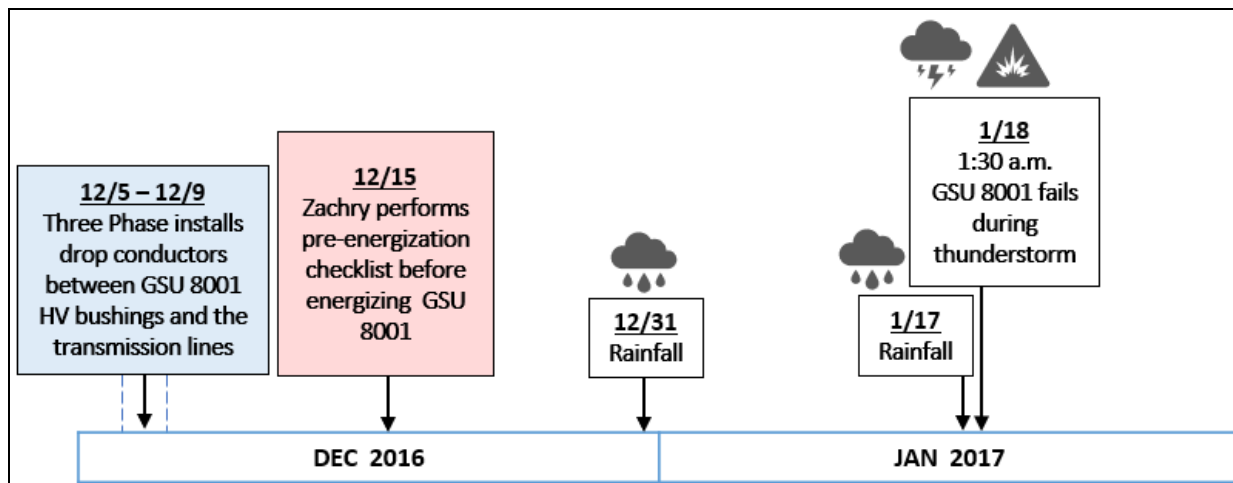 12/5 – 12/9
Three Phase installs
drop conductors
between GSU 8001
HV bushings and the
transmission lines
12/15
Zachry performs
pre-energization
checklist before
energizing GSU
8001
12/31
Rainfall
1/17
Rainfall
1/18
1:30 a.m.
GSU 8001 fails
during
thunderstorm
DEC 2016
JAN 2017